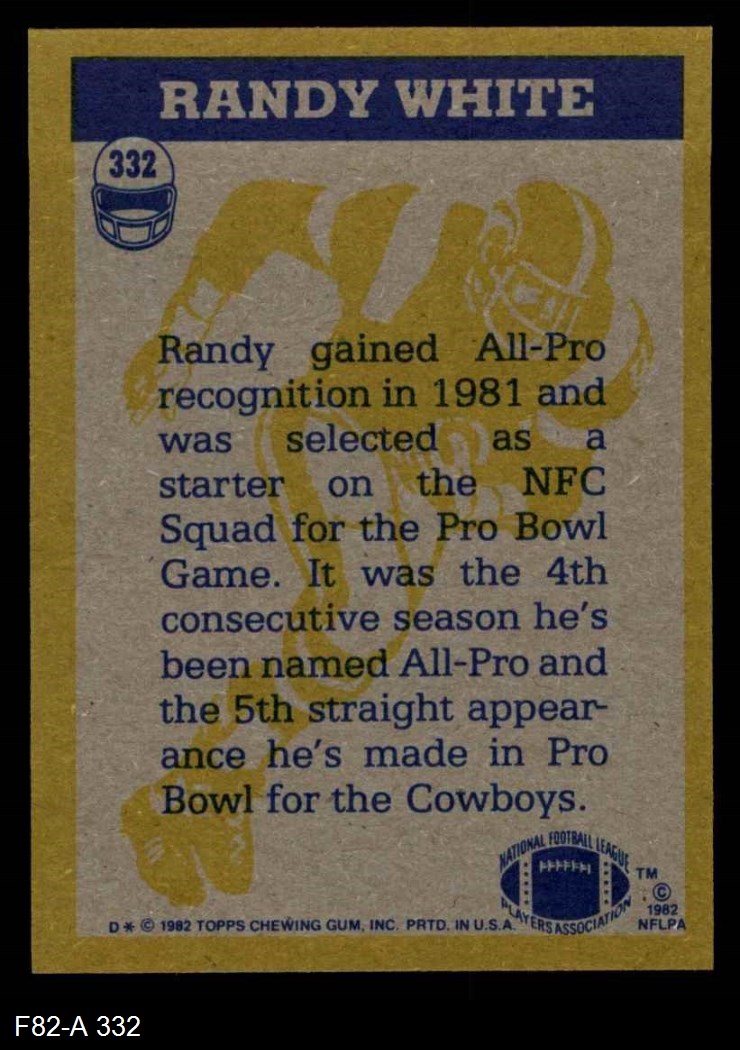 RANDY WHITE
332
Randy gained All-Pro
recognition in 1981 and
was selected as a
starter on the NFC
Squad for the Pro Bowl
Game. It was the 4th
consecutive season he's
been named All-Pro and
the 5th straight appear-
ance he's made in Pro
Bowl for the Cowboys.
NATIONAL FOOTBALL LEAGUE
PLAYERS ASSOCIATION
TM
©
1982
NFLPA
D * © 1982 TOPPS CHEWING GUM, INC. PRTD. IN U.S.A.
F82-A 332